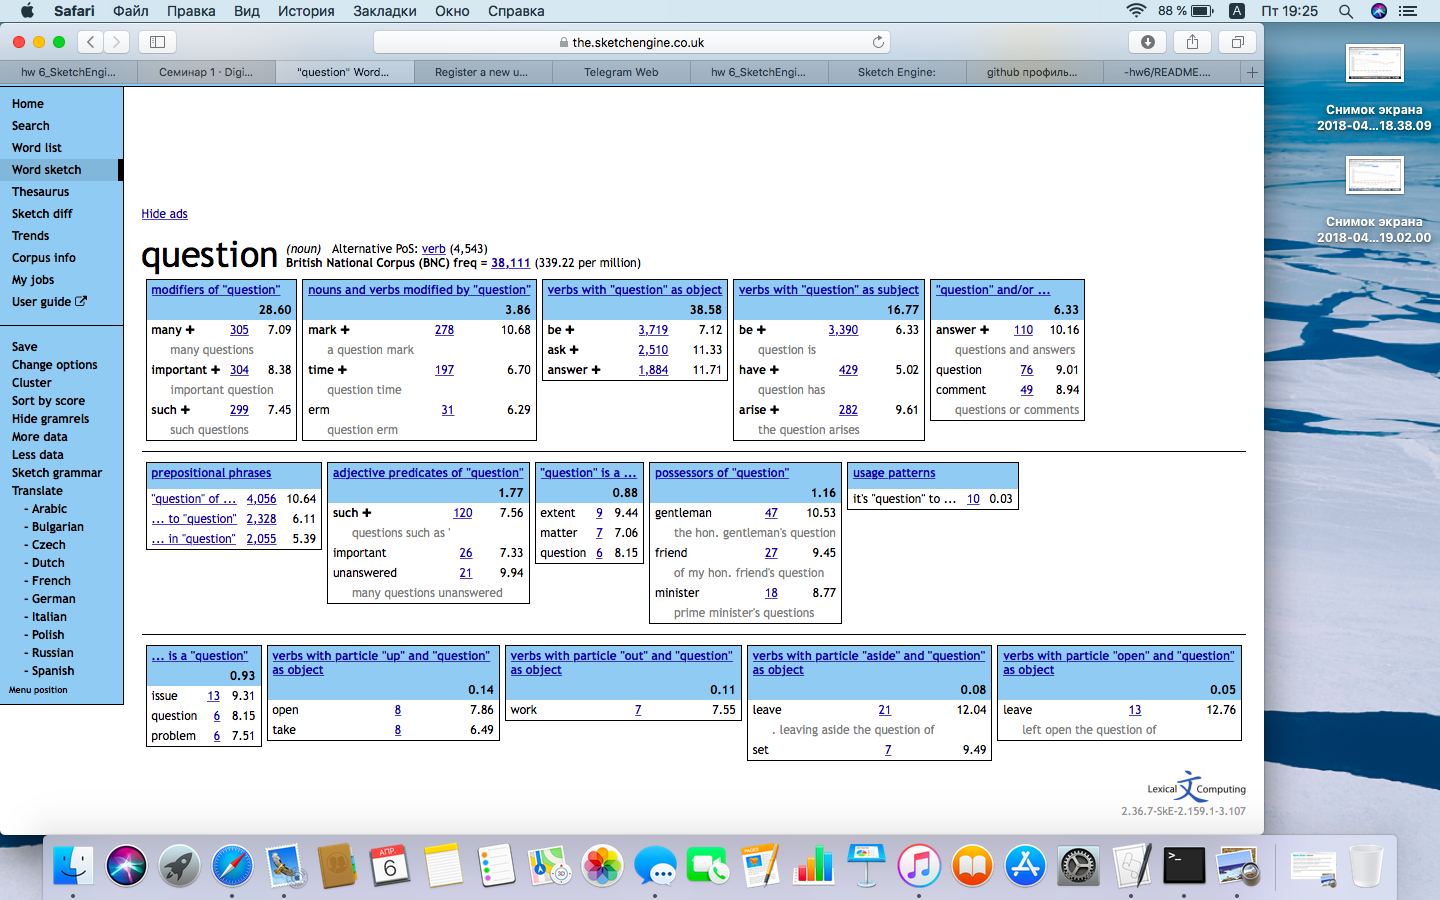 Safari Файл Правка Вид История Закладки Окно Справка 88 % A Пт 19:25
the.sketchengine.co.uk
hw 6_SketchEngi... Семинар 1 · Digi... "question" Word... Register a new u... Telegram Web hw 6_SketchEngi... Sketch Engine: github профиль... -hw6/README....
Home
Search
Word list
Word sketch
Thesaurus
Sketch diff
Trends
Corpus info
My jobs
User guide
Save
Change options
Cluster
Sort by score
Hide gramrels
More data
Less data
Sketch grammar
Translate
- Arabic
- Bulgarian
- Czech
- Dutch
- French
- German
- Italian
- Polish
- Russian
- Spanish
Menu position
Hide ads
question (noun) Alternative PoS: verb (4,543)
British National Corpus (BNC) freq = 38,111 (339.22 per million)
modifiers of "question"
28.60
many + 305 7.09
many questions
important + 304 8.38
important question
such + 299 7.45
such questions
nouns and verbs modified by "question"
3.86
mark + 278 10.68
a question mark
time + 197 6.70
question time
erm 31 6.29
question erm
verbs with "question" as object
38.58
be + 3,719 7.12
ask + 2,510 11.33
answer + 1,884 11.71
verbs with "question" as subject
16.77
be + 3,390 6.33
question is
have + 429 5.02
question has
arise + 282 9.61
the question arises
"question" and/or ...
6.33
answer + 110 10.16
questions and answers
question 76 9.01
comment 49 8.94
questions or comments
prepositional phrases
"question" of ... 4,056 10.64
... to "question" 2,328 6.11
... in "question" 2,055 5.39
adjective predicates of "question"
1.77
such + 120 7.56
questions such as '
important 26 7.33
unanswered 21 9.94
many questions unanswered
"question" is a ...
0.88
extent 9 9.44
matter 7 7.06
question 6 8.15
possessors of "question"
1.16
gentleman 47 10.53
the hon. gentleman's question
friend 27 9.45
of my hon. friend's question
minister 18 8.77
prime minister's questions
usage patterns
it's "question" to ... 10 0.03
... is a "question"
0.93
issue 13 9.31
question 6 8.15
problem 6 7.51
verbs with particle "up" and "question"
as object
0.14
open 8 7.86
take 8 6.49
verbs with particle "out" and "question"
as object
0.11
work 7 7.55
verbs with particle "aside" and "question"
as object
0.08
leave 21 12.04
. leaving aside the question of
set 7 9.49
verbs with particle "open" and "question"
as object
0.05
leave 13 12.76
left open the question of
Lexical 文 Computing
2.36.7-SkE-2.159.1-3.107
Снимок экрана
2018-04...18.38.09
Снимок экрана
2018-04...19.02.00
АПР
6
3D
>_